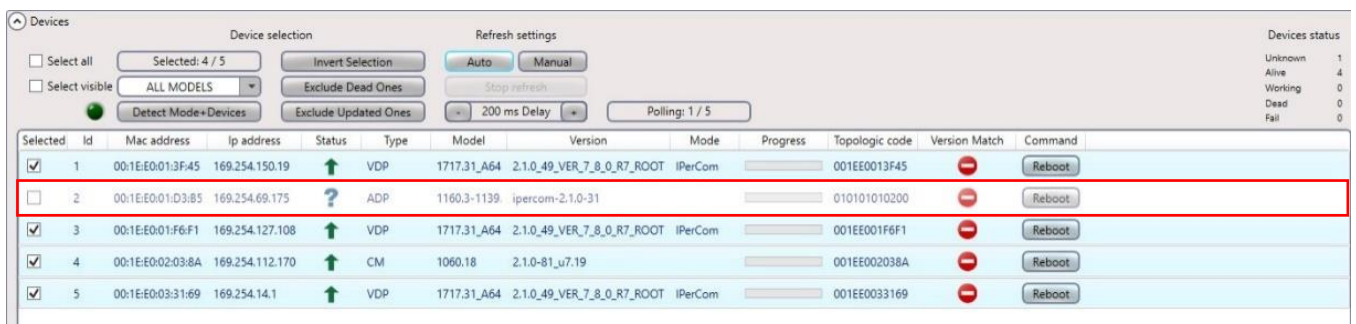 Devices
Device selection Refresh settings Devices status
Select all Selected: 4 / 5 Invert Selection Auto Manual Unknown 1
Alive 4
Select visible ALL MODELS Exclude Dead Ones Stop refresh Working 0
Dead 0
Detect Mode+Devices Exclude Updated Ones - 200 ms Delay + Polling: 1 / 5 Fail 0
Selected Id Mac address Ip address Status Type Model Version Mode Progress Topologic code Version Match Command
1 00:1E:E0:01:3F:45 169.254.150.19 VDP 1717.31_A64 2.1.0_49_VER_7_8_0_R7_ROOT IPerCom 001EE0013F45 Reboot
2 00:1E:E0:01:D3:B5 169.254.69.175 ? ADP 1160.3-1139. ipercom-2.1.0-31 010101010200 Reboot
3 00:1E:E0:01:F6:F1 169.254.127.108 VDP 1717.31_A64 2.1.0_49_VER_7_8_0_R7_ROOT IPerCom 001EE001F6F1 Reboot
4 00:1E:E0:02:03:8A 169.254.112.170 CM 1060.18 2.1.0-81_u7.19 001EE002038A Reboot
5 00:1E:E0:03:31:69 169.254.14.1 VDP 1717.31_A64 2.1.0_49_VER_7_8_0_R7_ROOT IPerCom 001EE0033169 Reboot